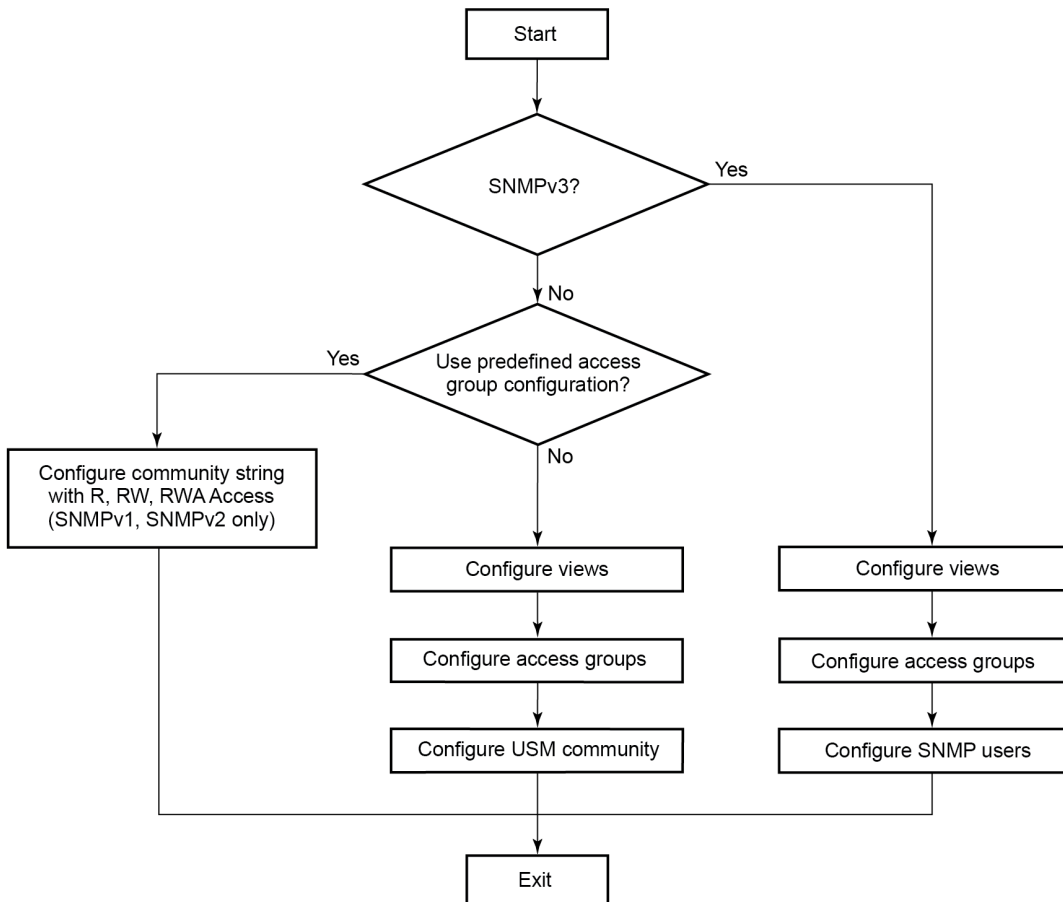 Start
SNMPv3?
Yes
No
Use predefined access
group configuration?
Yes
No
Configure community string
with R, RW, RWA Access
(SNMPv1, SNMPv2 only)
Configure views
Configure access groups
Configure USM community
Configure views
Configure access groups
Configure SNMP users
Exit